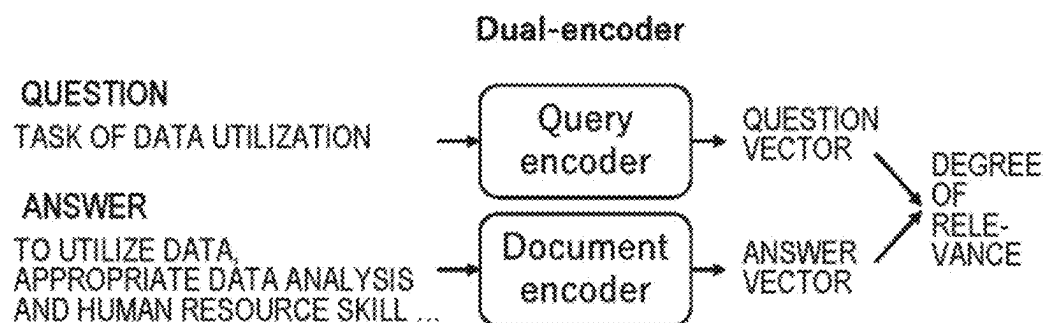 Dual-encoder
QUESTION
TASK OF DATA UTILIZATION
Query
encoder
QUESTION
VECTOR
DEGREE
OF
RELE-
VANCE
ANSWER
TO UTILIZE DATA,
APPROPRIATE DATA ANALYSIS
AND HUMAN RESOURCE SKILL ...
Document
encoder
ANSWER
VECTOR